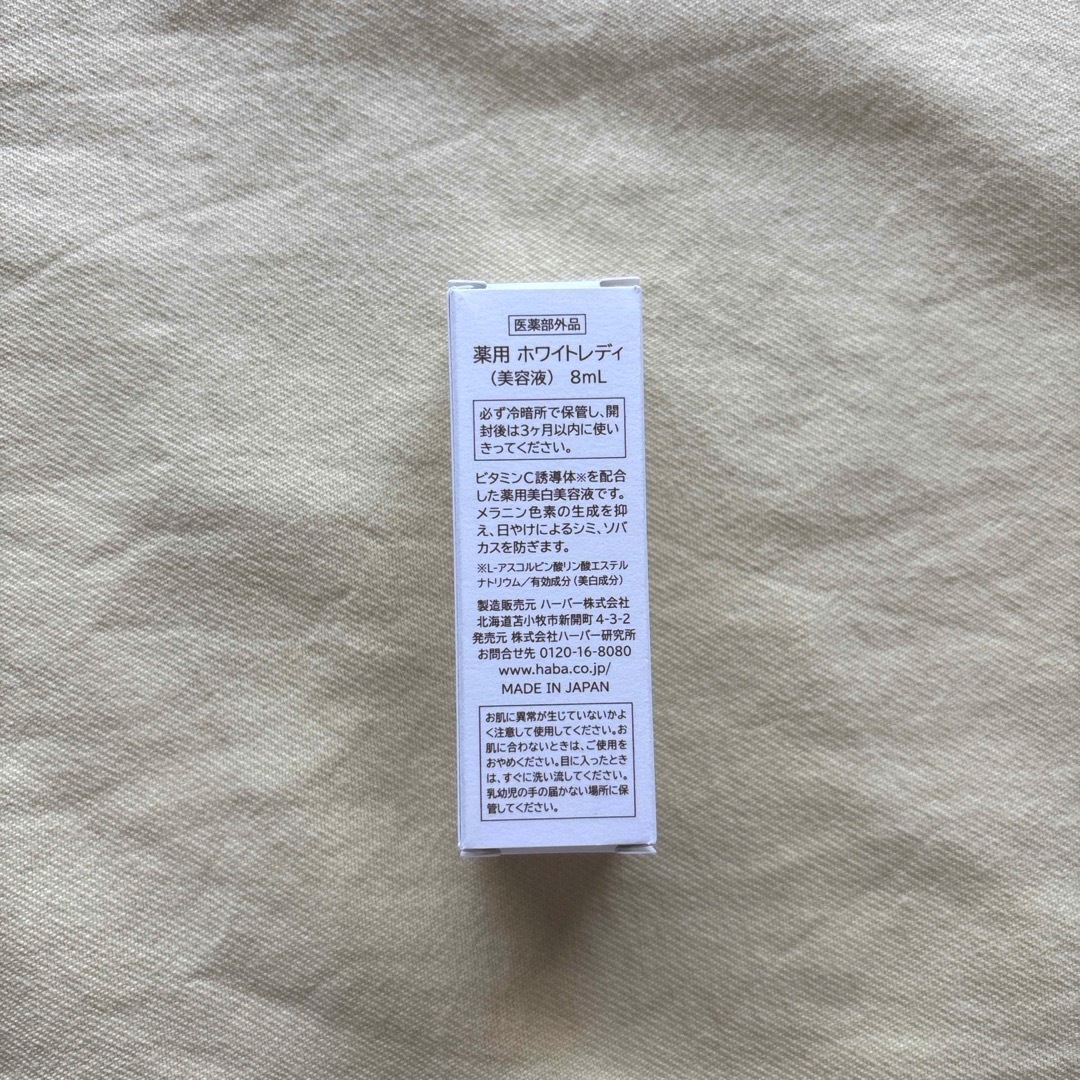 医薬部外品
薬用 ホワイトレディ
（美容液） 8mL
必ず冷暗所で保管し、開
封後は3ヶ月以内に使い
きってください。
ビタミンC誘導体※を配合
した薬用美白美容液です。
メラニン色素の生成を抑
え、日やけによるシミ、ソバ
カスを防ぎます。
※L-アスコルビン酸リン酸エステル
ナトリウム／有効成分（美白成分）
製造販売元 ハーバー株式会社
北海道苫小牧市新開町4-3-2
発売元 株式会社ハーバー研究所
お問合せ先 0120-16-8080
www.haba.co.jp/
MADE IN JAPAN
お肌に異常が生じていないかよ
く注意して使用してください。お
肌に合わないときは、ご使用を
おやめください。目に入ったとき
は、すぐに洗い流してください。
乳幼児の手の届かない場所に保
管してください。